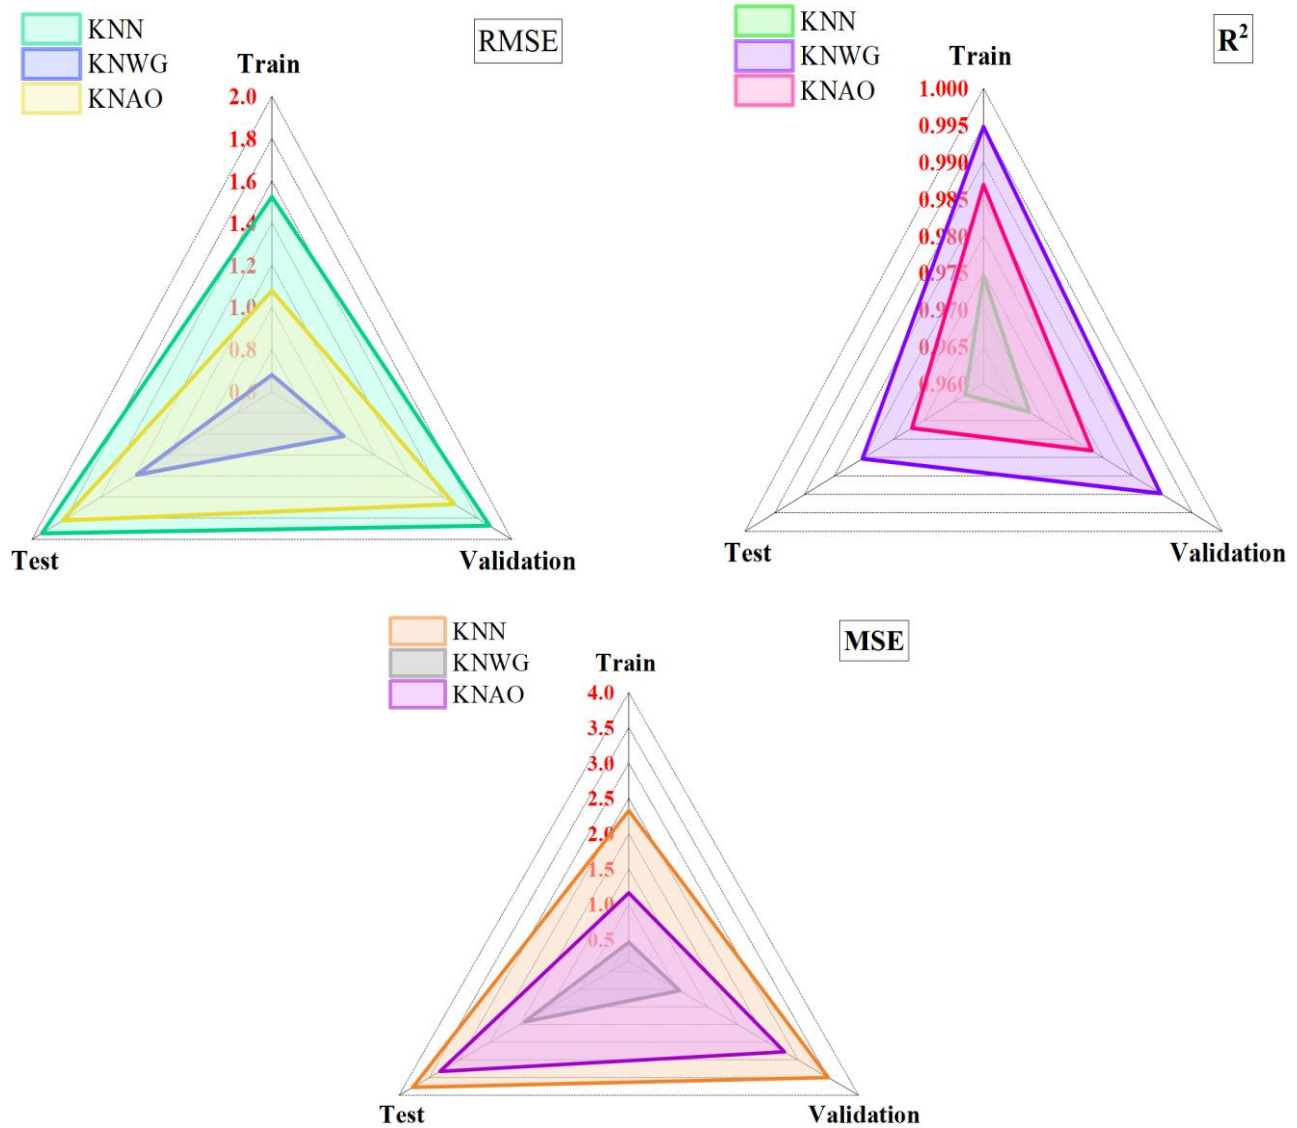 KNN
KNWG
KNAO
RMSE
Train
2.0
1.8
1.6
1.4
1.2
1.0
0.8
0.6
Test
Validation
KNN
KNWG
KNAO
R²
Train
1.000
0.995
0.990
0.985
0.980
0.975
0.970
0.965
0.960
Test
Validation
KNN
KNWG
KNAO
MSE
Train
4.0
3.5
3.0
2.5
2.0
1.5
1.0
0.5
Test
Validation